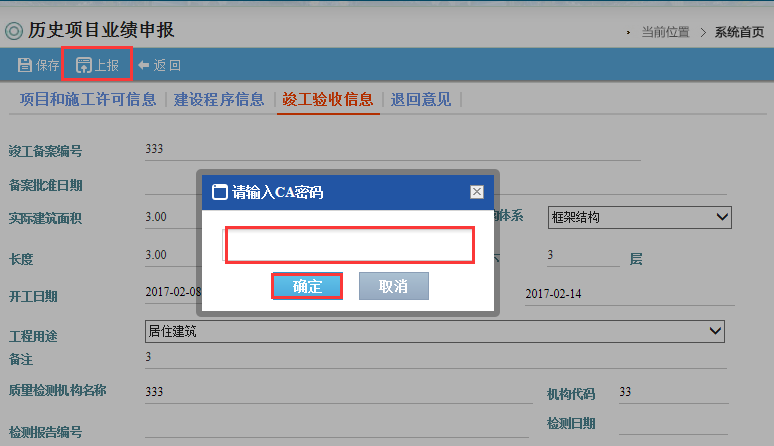 历史项目业绩申报
当前位置 > 系统首页
保存 上报 返回
项目和施工许可信息 建设程序信息 竣工验收信息 退回意见
竣工备案编号 333
备案批准日期
请输入CA密码
实际建筑面积 3.00 体系 框架结构
长度 3.00 3 层
确定 取消
开工日期 2017-02-08 2017-02-14
工程用途 居住建筑
备注 3
质量检测机构名称 333 机构代码 33
检测报告编号 检测日期